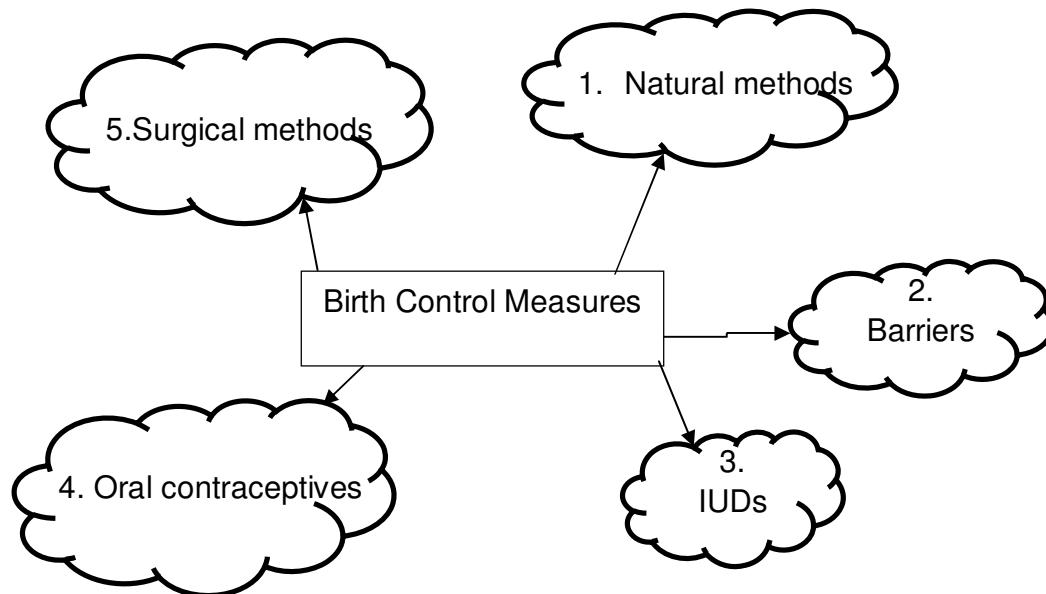 1. Natural methods
5.Surgical methods
Birth Control Measures
2.
Barriers
3.
IUDs
4. Oral contraceptives